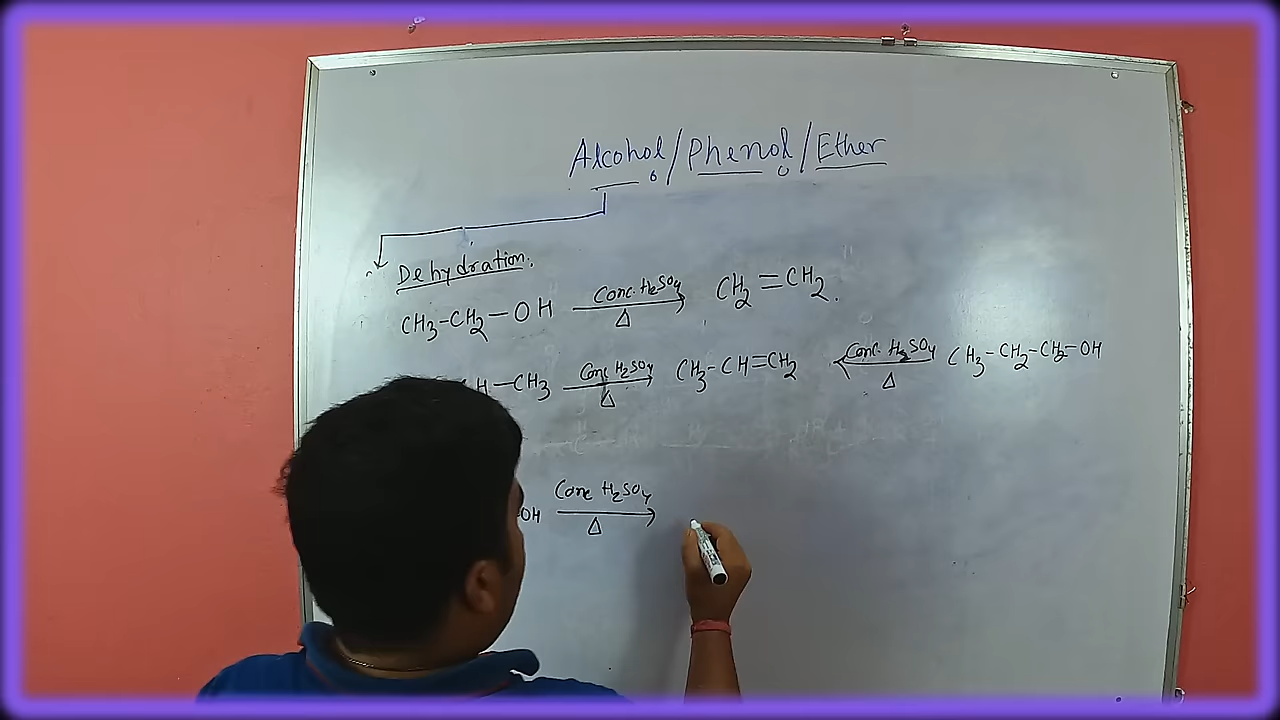 Alcohol/Phenol/Ether
Dehydration:
CH3-CH2-OH Conc. H2SO4 Δ CH2=CH2.
H-CH3 Conc H2SO4 Δ CH3-CH=CH2 Conc. H2SO4 Δ CH3-CH2-CH2-OH
-OH Conc H2SO4 Δ